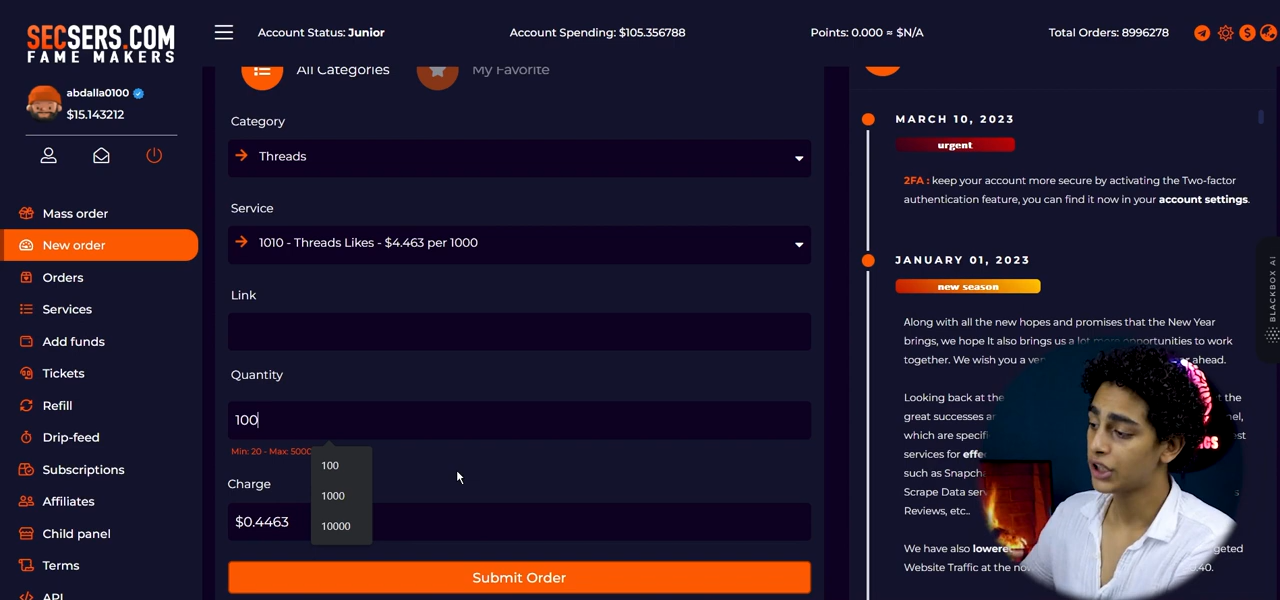 SECSERS.COM
FAME MAKERS
Account Status: Junior
Account Spending: $105.356788
Points: 0.000 ≈ $N/A
Total Orders: 8996278
abdalla0100
$15.143212
Mass order
New order
Orders
Services
Add funds
Tickets
Refill
Drip-feed
Subscriptions
Affiliates
Child panel
Terms
API
All Categories
My Favorite
Category
Threads
Service
1010 - Threads Likes - $4.463 per 1000
Link
Quantity
100
Min: 20 - Max: 5000
100
1000
10000
Charge
$0.4463
Submit Order
MARCH 10, 2023
urgent
2FA : keep your account more secure by activating the Two-factor
authentication feature, you can find it now in your account settings.
JANUARY 01, 2023
new season
Along with all the new hopes and promises that the New Year
brings, we hope It also brings us a lot more opportunities to work
together. We wish you a ahead.
Looking back at the the
great successes
which are
services for
such as Snapchat
Scrape Data
Reviews, etc..
We have also
Website Traffic at the
BLACKBOX AI